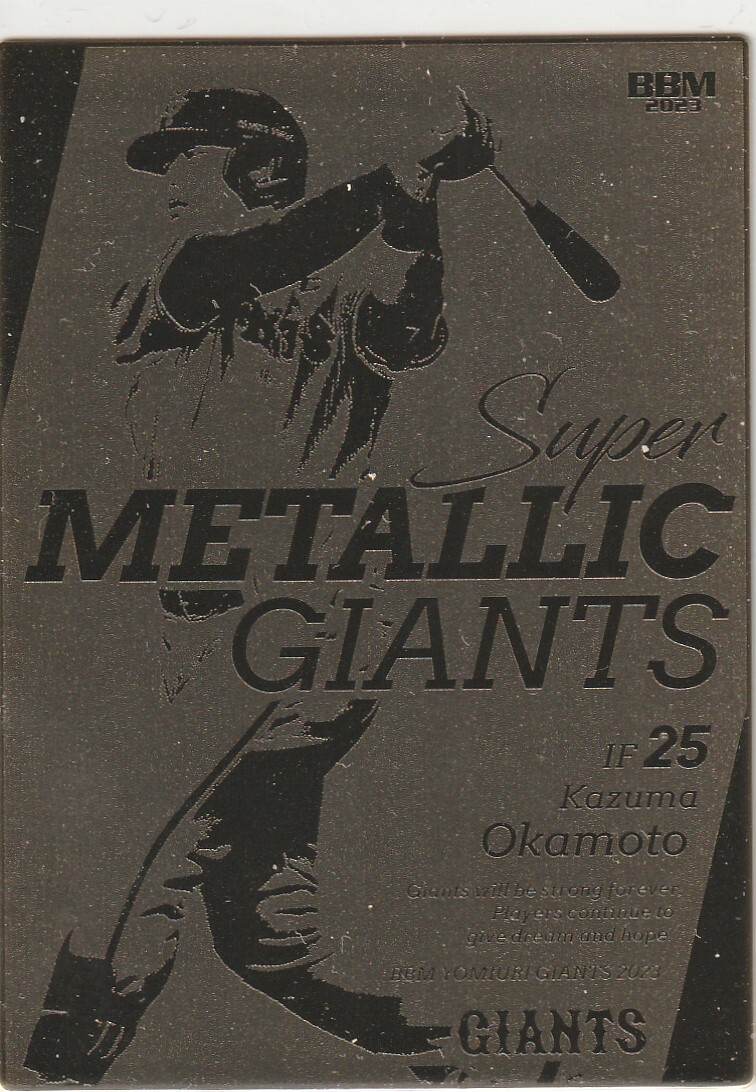 BBM
2023
Super
METALLIC
GIANTS
IF 25
Kazuma
Okamoto
Giants will be strong forever.
Players continue to
give dream and hope
BBM YOMIURI GIANTS 2023
GIANTS